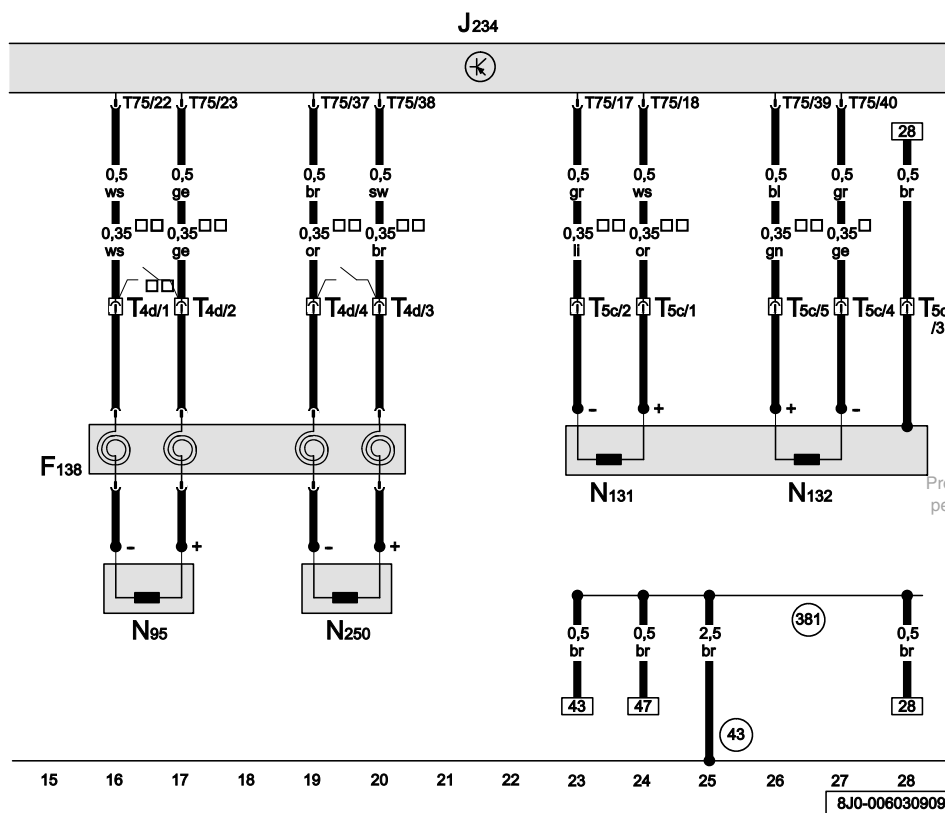 J234
T75/22 T75/23 T75/37 T75/38 T75/17 T75/18 T75/39 T75/40
28
0,5 0,5 0,5 0,5 0,5 0,5 0,5 0,5 0,5
ws ge br sw gr ws bl gr br
0,35 0,35 0,35 0,35 0,35 0,35 0,35 0,35
ws ge or br li or gn ge
T4d/1 T4d/2 T4d/4 T4d/3 T5c/2 T5c/1 T5c/5 T5c/4 T5c
/3
- + + -
F138
N131 N132
Pro
pe
- + - +
N95 N250
381
0,5 0,5 2,5 0,5
br br br br
43 47 28
43
15 16 17 18 19 20 21 22 23 24 25 26 27 28
8J0-006030909